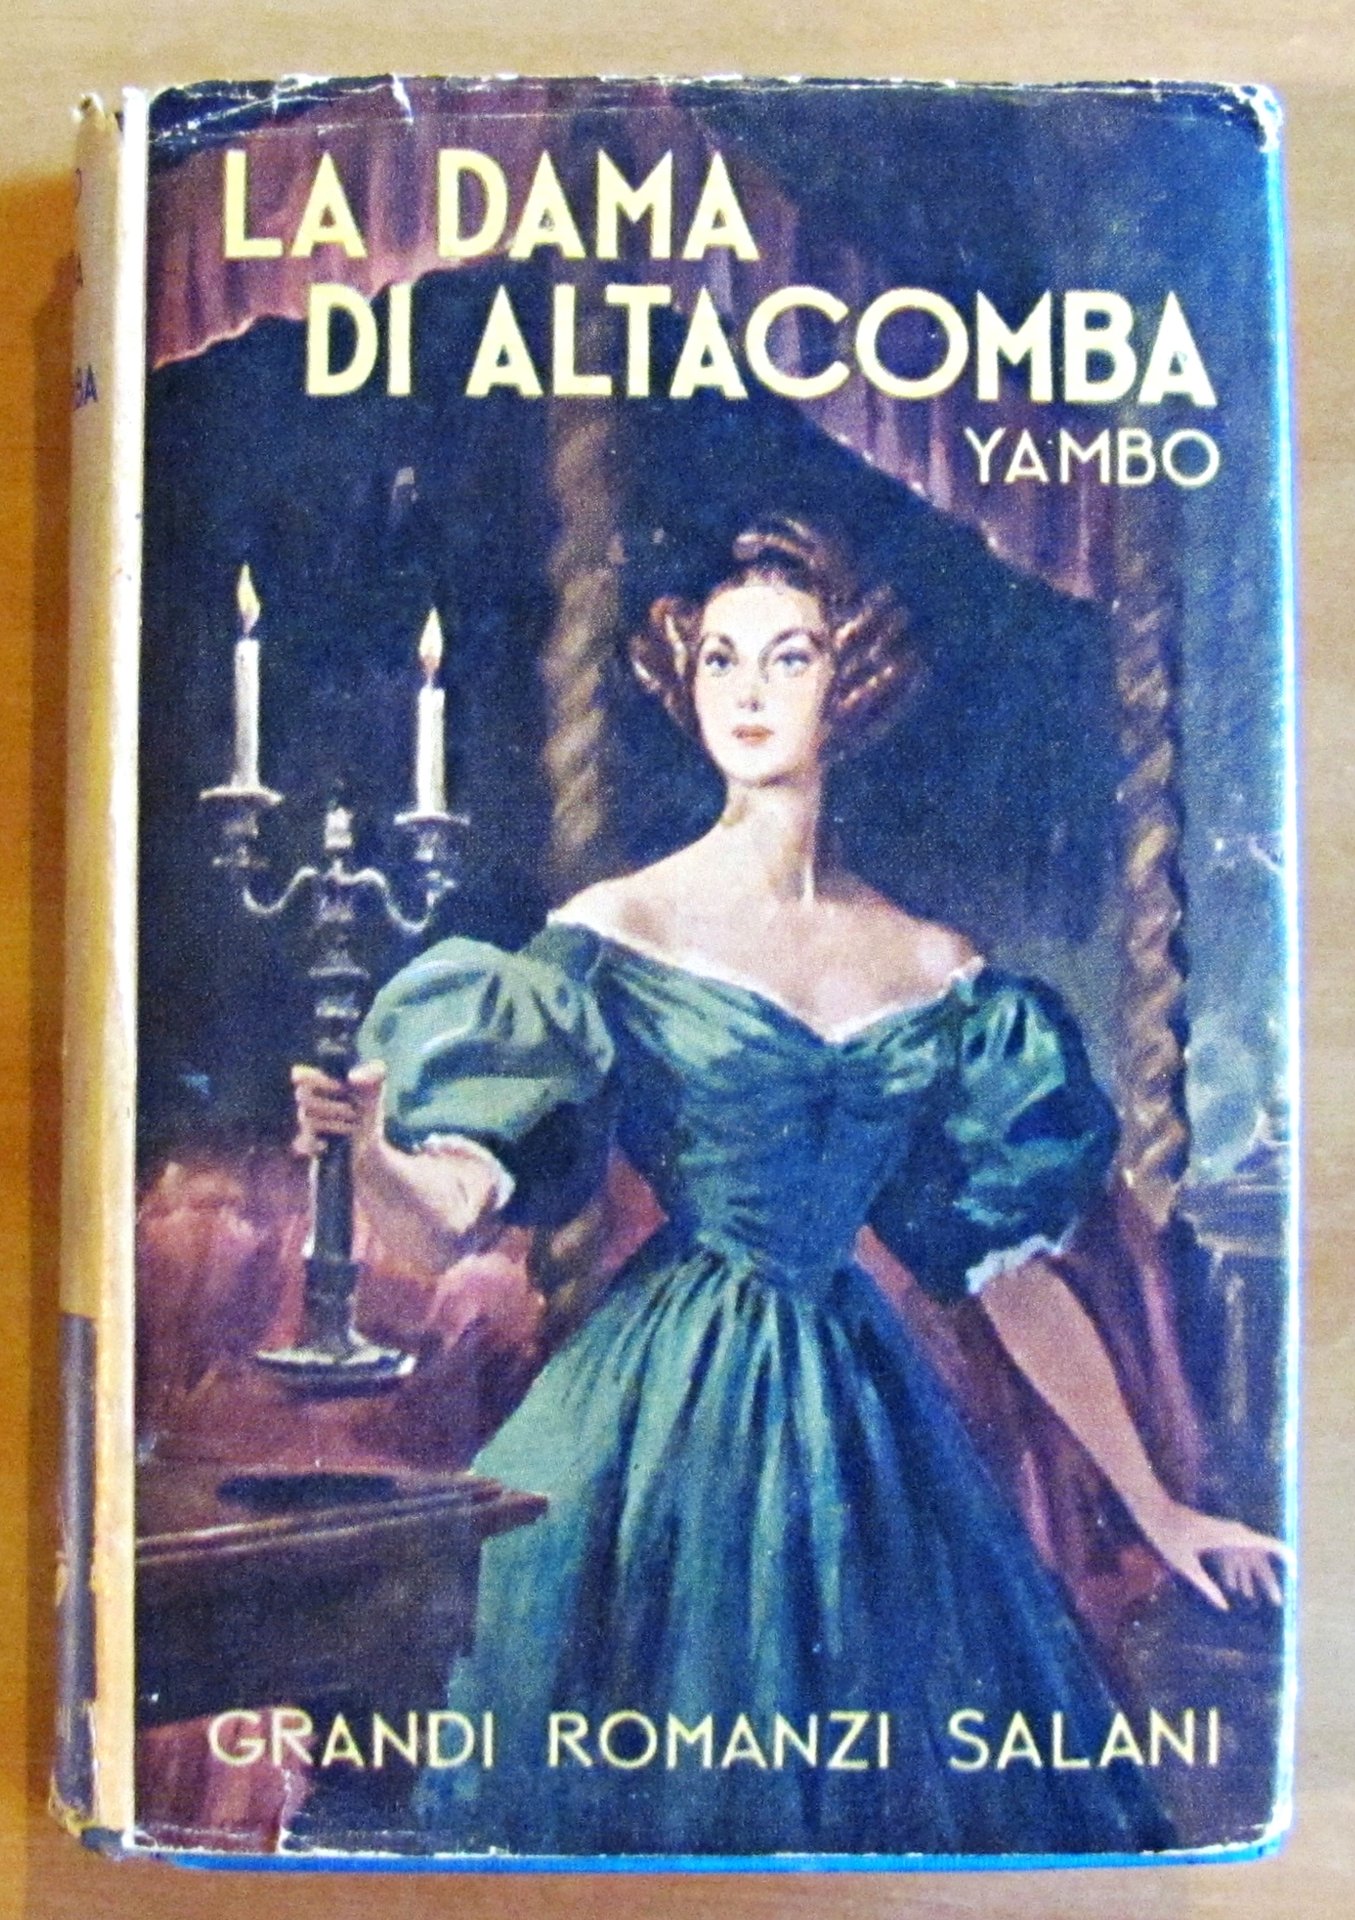 LA DAMA
DI ALTACOMBA
YAMBO
GRANDI ROMANZI SALANI